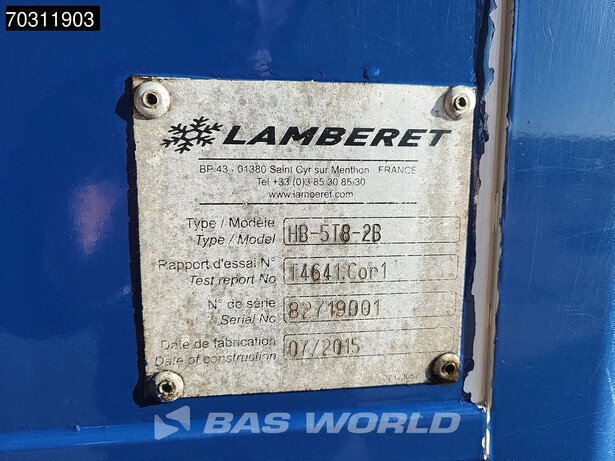 70311903
LAMBERET
BP 43 - 01380 Saint Cyr sur Menthon FRANCE
Tel +33 (0)3 85 30 85 30
www.lamberet.com
Type / Modèle
Type / Model
HB-5T8-2B
Rapport d'essai N°
Test report No
T4641.Cor1
N° de série
Serial No
82719001
Date de fabrication
Date of construction
07/2015
BAS WORLD